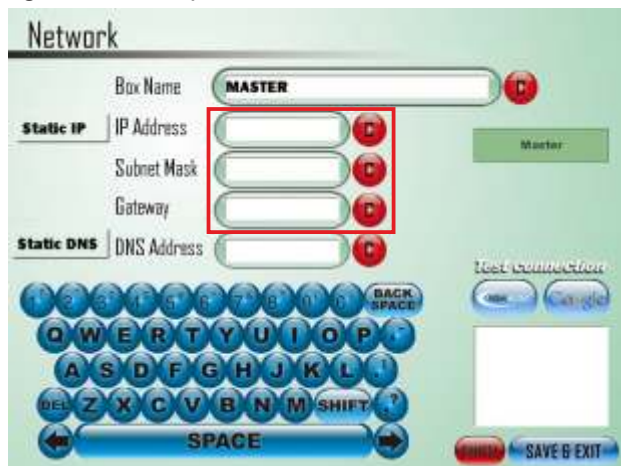 Network
Box Name MASTER C
Static IP IP Address C
Master
Subnet Mask C
Gateway C
Static DNS DNS Address C
Test connection
Google
1 2 3 4 5 6 7 8 9 0 BACK SPACE
Q W E R T Y U I O P
A S D F G H J K L
DEL Z X C V B N M SHIFT
SPACE
SAVE & EXIT